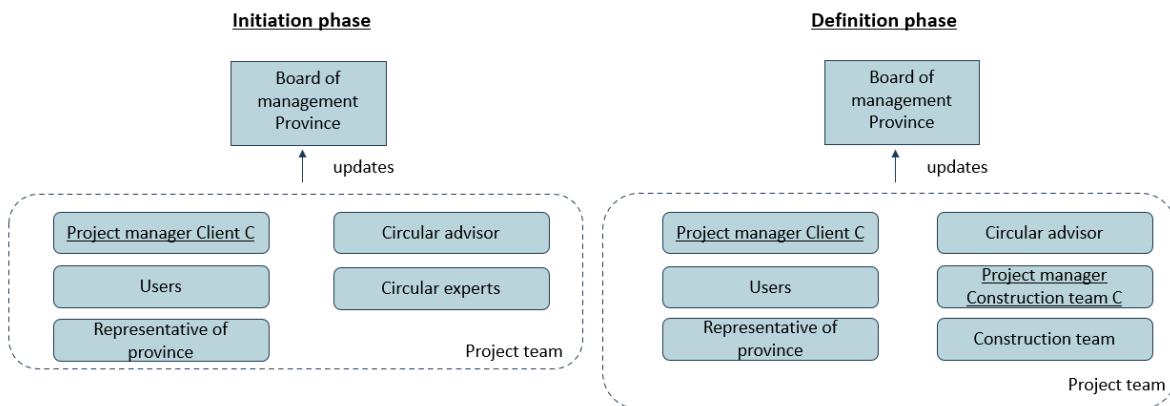 Initiation phase
Board of
management
Province
updates
Project manager Client C
Circular advisor
Users
Circular experts
Representative of
province
Project team
Definition phase
Board of
management
Province
updates
Project manager Client C
Circular advisor
Users
Project manager
Construction team C
Representative of
province
Construction team
Project team